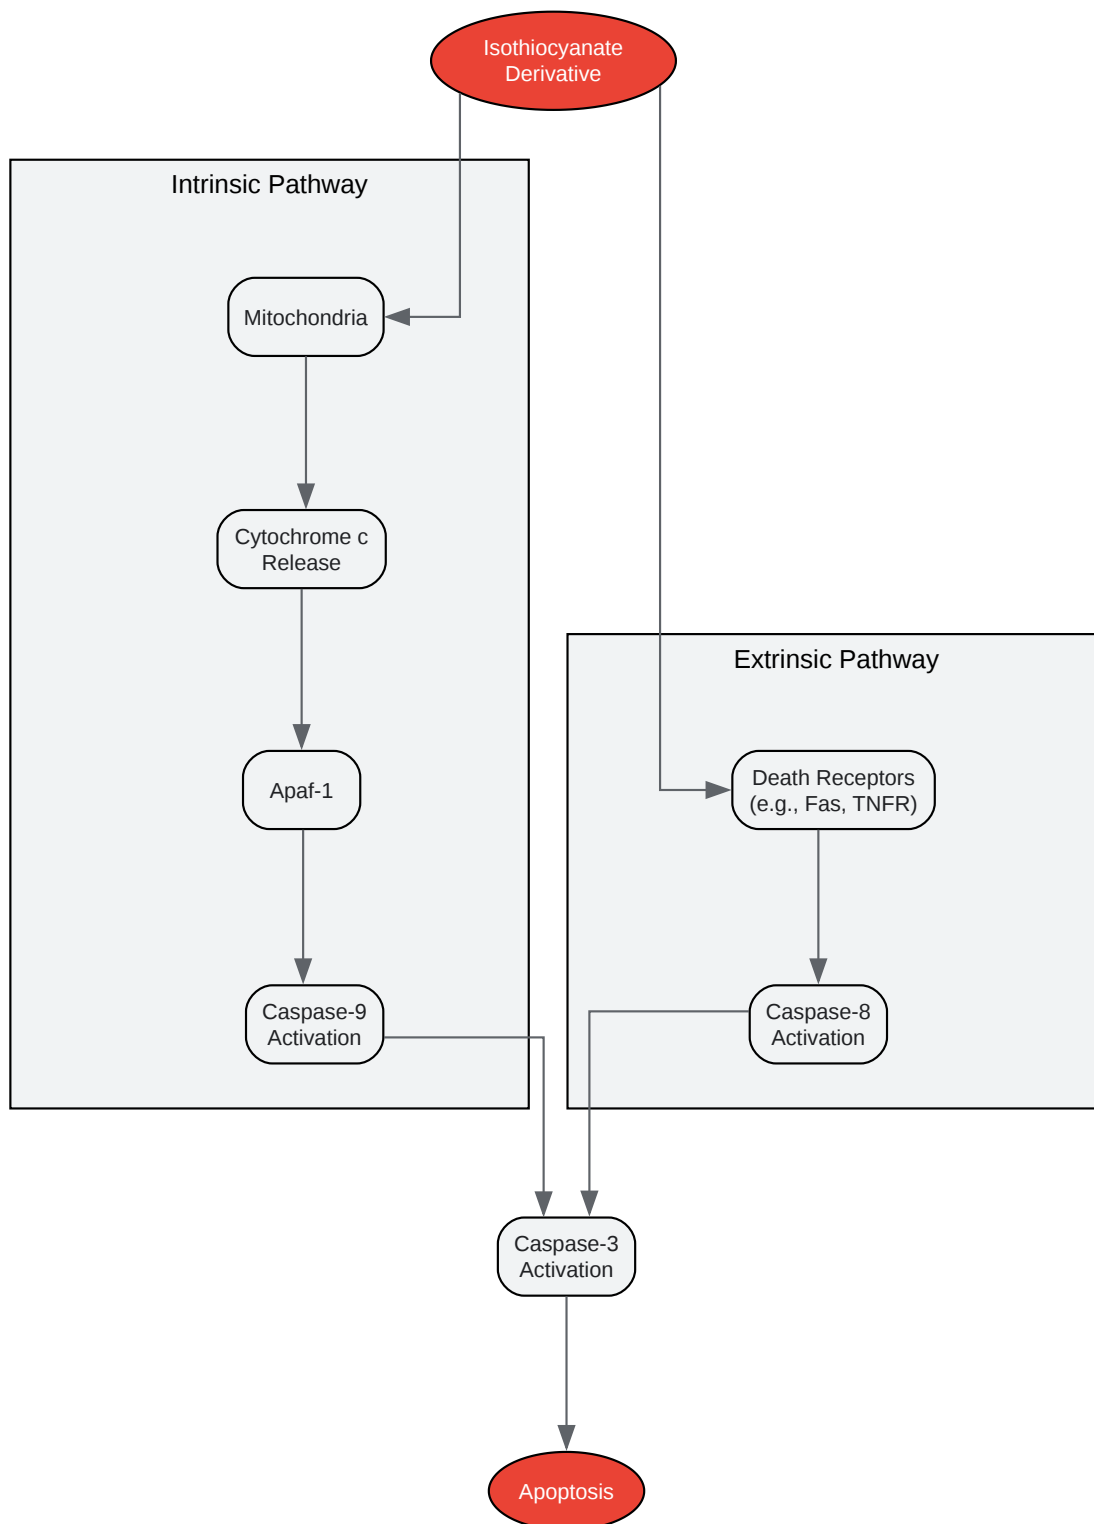 Isothiocyanate
Derivative
Intrinsic Pathway
Mitochondria
Cytochrome c
Release
Apaf-1
Caspase-9
Activation
Extrinsic Pathway
Death Receptors
(e.g., Fas, TNFR)
Caspase-8
Activation
Caspase-3
Activation
Apoptosis